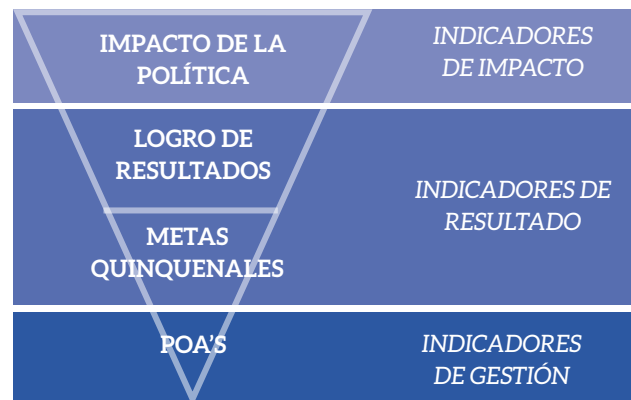 IMPACTO DE LA
POLÍTICA
INDICADORES
DE IMPACTO
LOGRO DE
RESULTADOS
METAS
QUINQUENALES
INDICADORES DE
RESULTADO
POA'S
INDICADORES
DE GESTIÓN